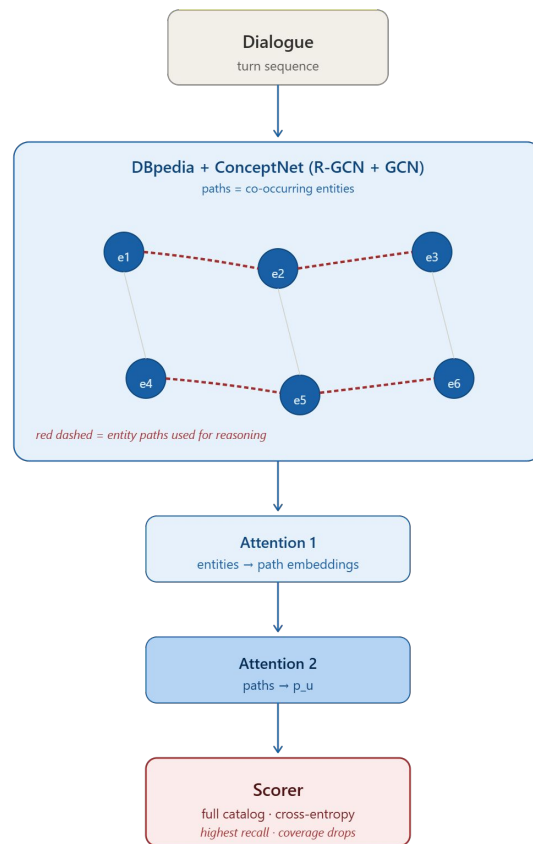 Dialogue
turn sequence
DBpedia + ConceptNet (R-GCN + GCN)
paths = co-occurring entities
e1
e2
e3
e4
e5
e6
red dashed = entity paths used for reasoning
Attention 1
entities → path embeddings
Attention 2
paths → p_u
Scorer
full catalog · cross-entropy
highest recall · coverage drops